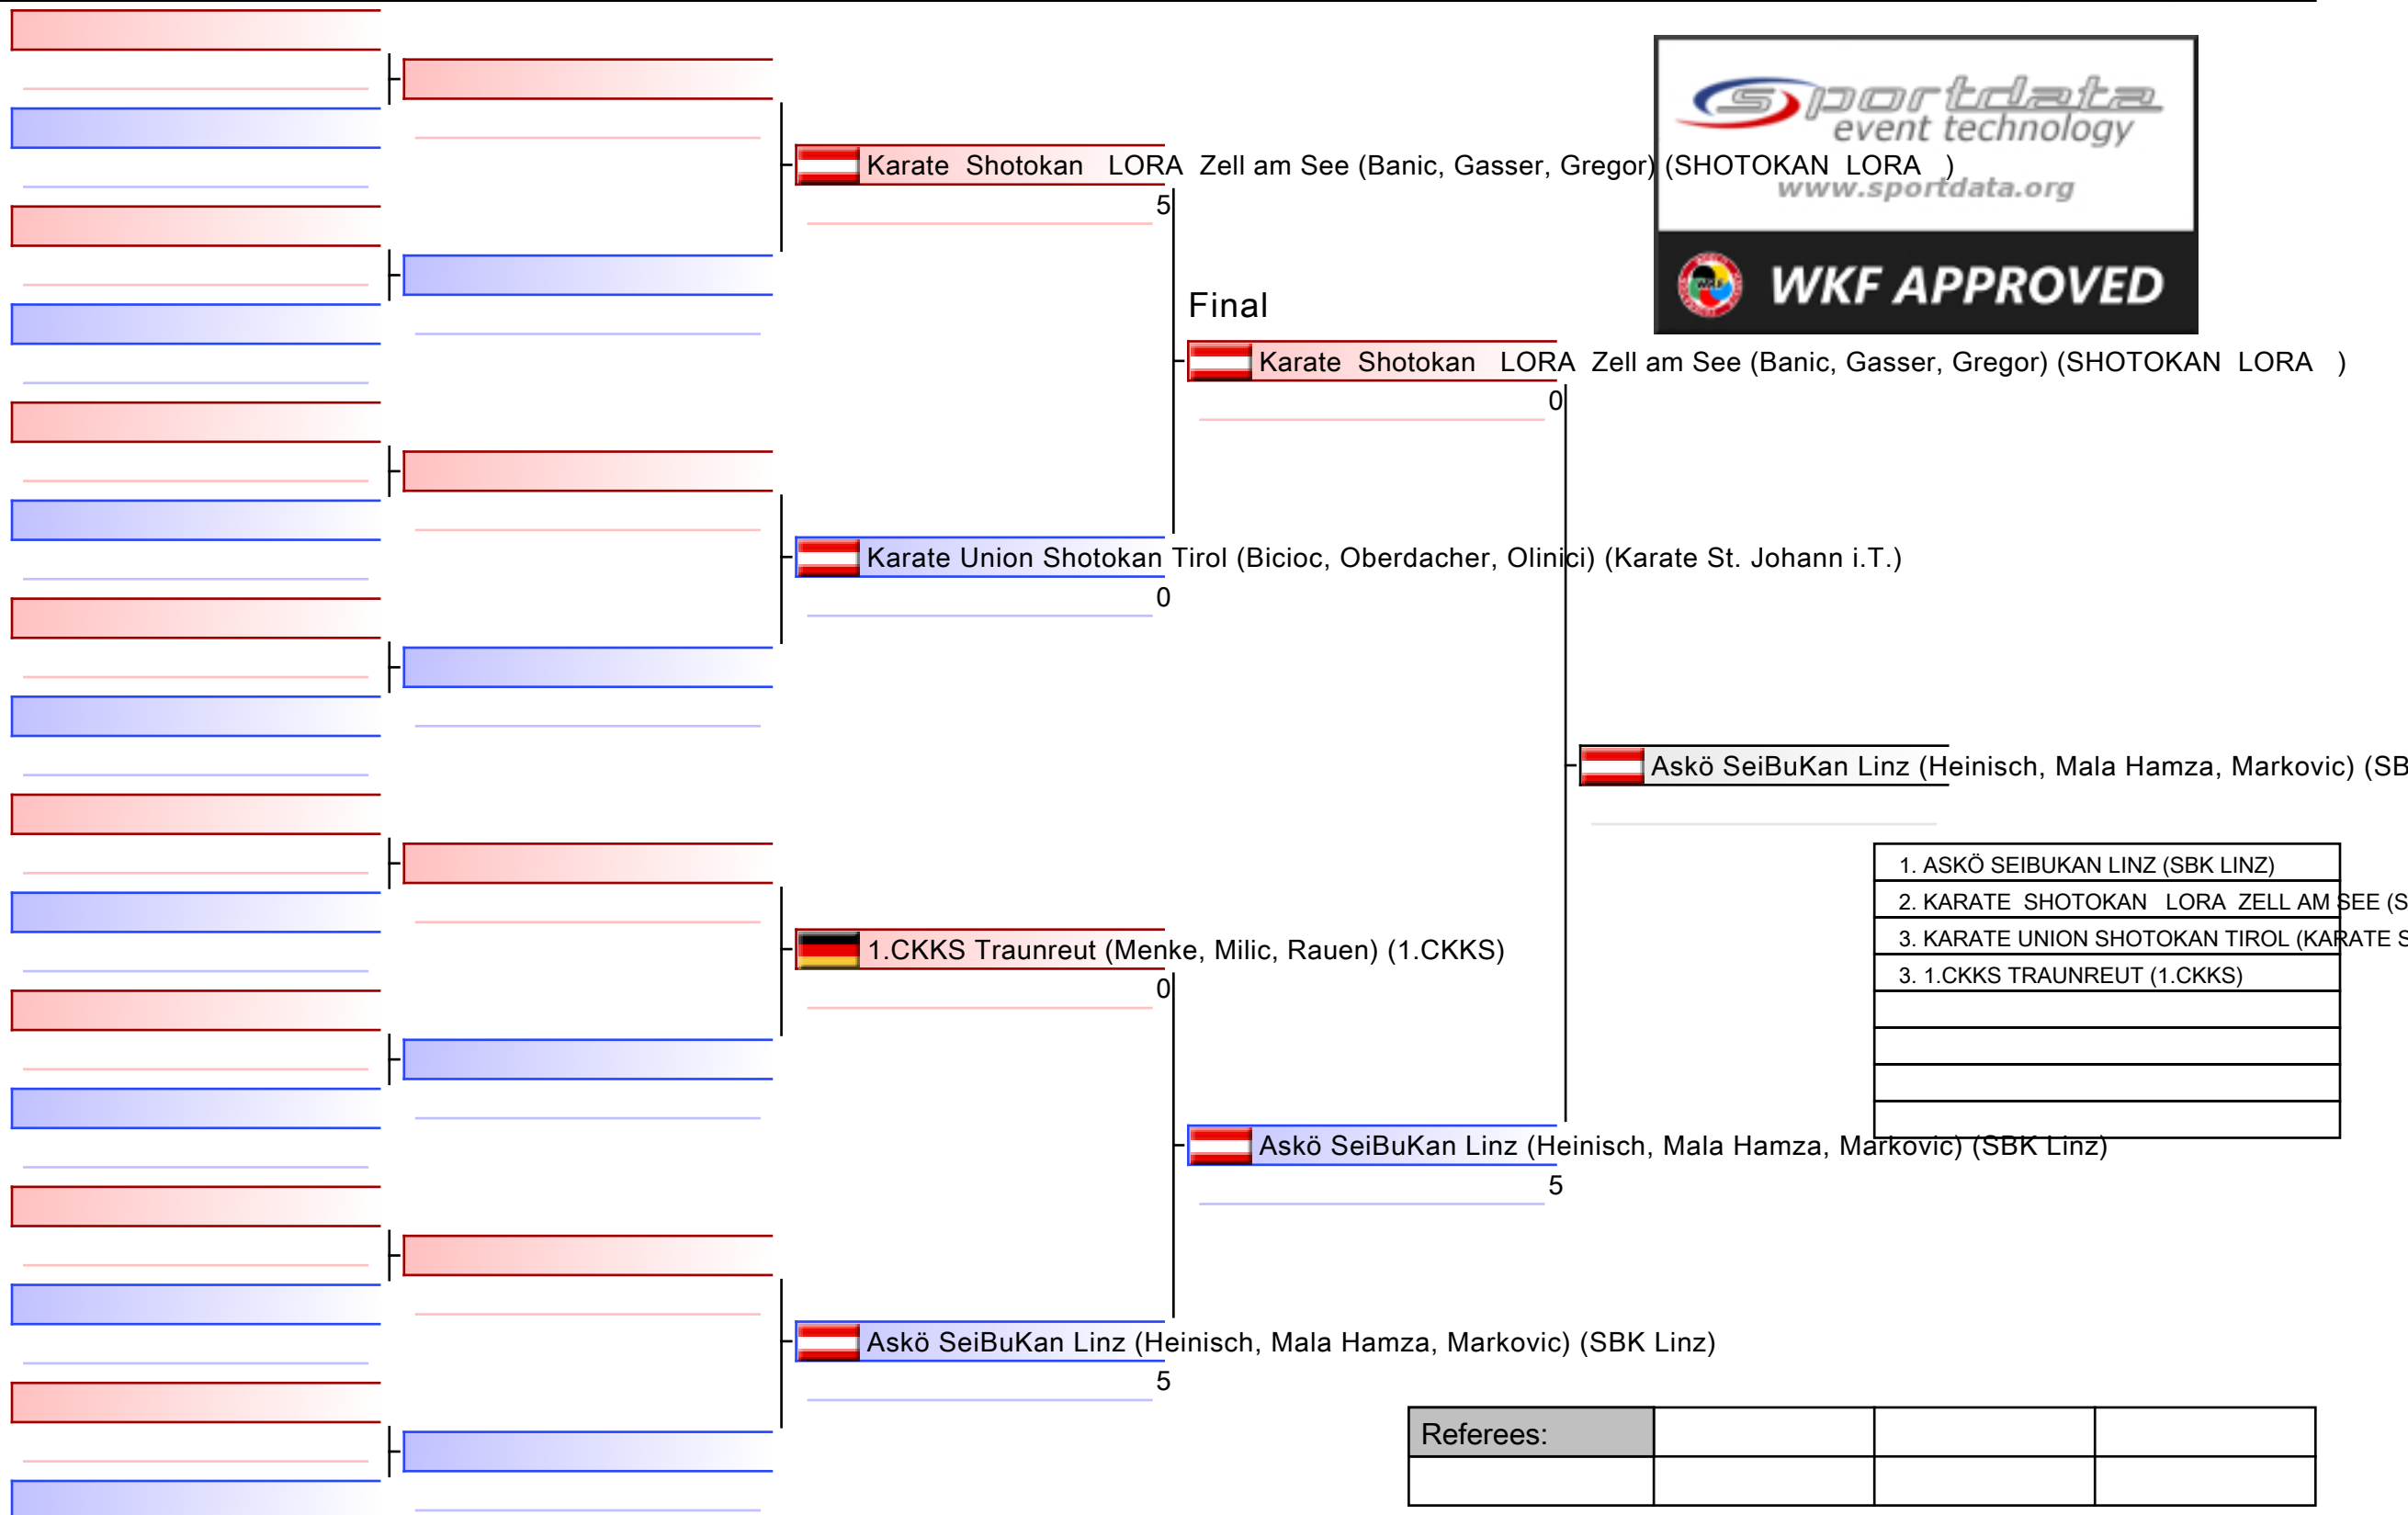 sportdata
event technology
www.sportdata.org
WKF APPROVED
Karate Shotokan LORA Zell am See (Banic, Gasser, Gregor) (SHOTOKAN LORA )
5
Final
Karate Shotokan LORA Zell am See (Banic, Gasser, Gregor) (SHOTOKAN LORA )
0
Karate Union Shotokan Tirol (Bicioc, Oberdacher, Olinici) (Karate St. Johann i.T.)
0
Askö SeiBuKan Linz (Heinisch, Mala Hamza, Markovic) (SB
1. ASKÖ SEIBUKAN LINZ (SBK LINZ)
2. KARATE SHOTOKAN LORA ZELL AM SEE (S
3. KARATE UNION SHOTOKAN TIROL (KARATE S
3. 1.CKKS TRAUNREUT (1.CKKS)
1.CKKS Traunreut (Menke, Milic, Rauen) (1.CKKS)
0
Askö SeiBuKan Linz (Heinisch, Mala Hamza, Markovic) (SBK Linz)
5
Askö SeiBuKan Linz (Heinisch, Mala Hamza, Markovic) (SBK Linz)
5
Referees: